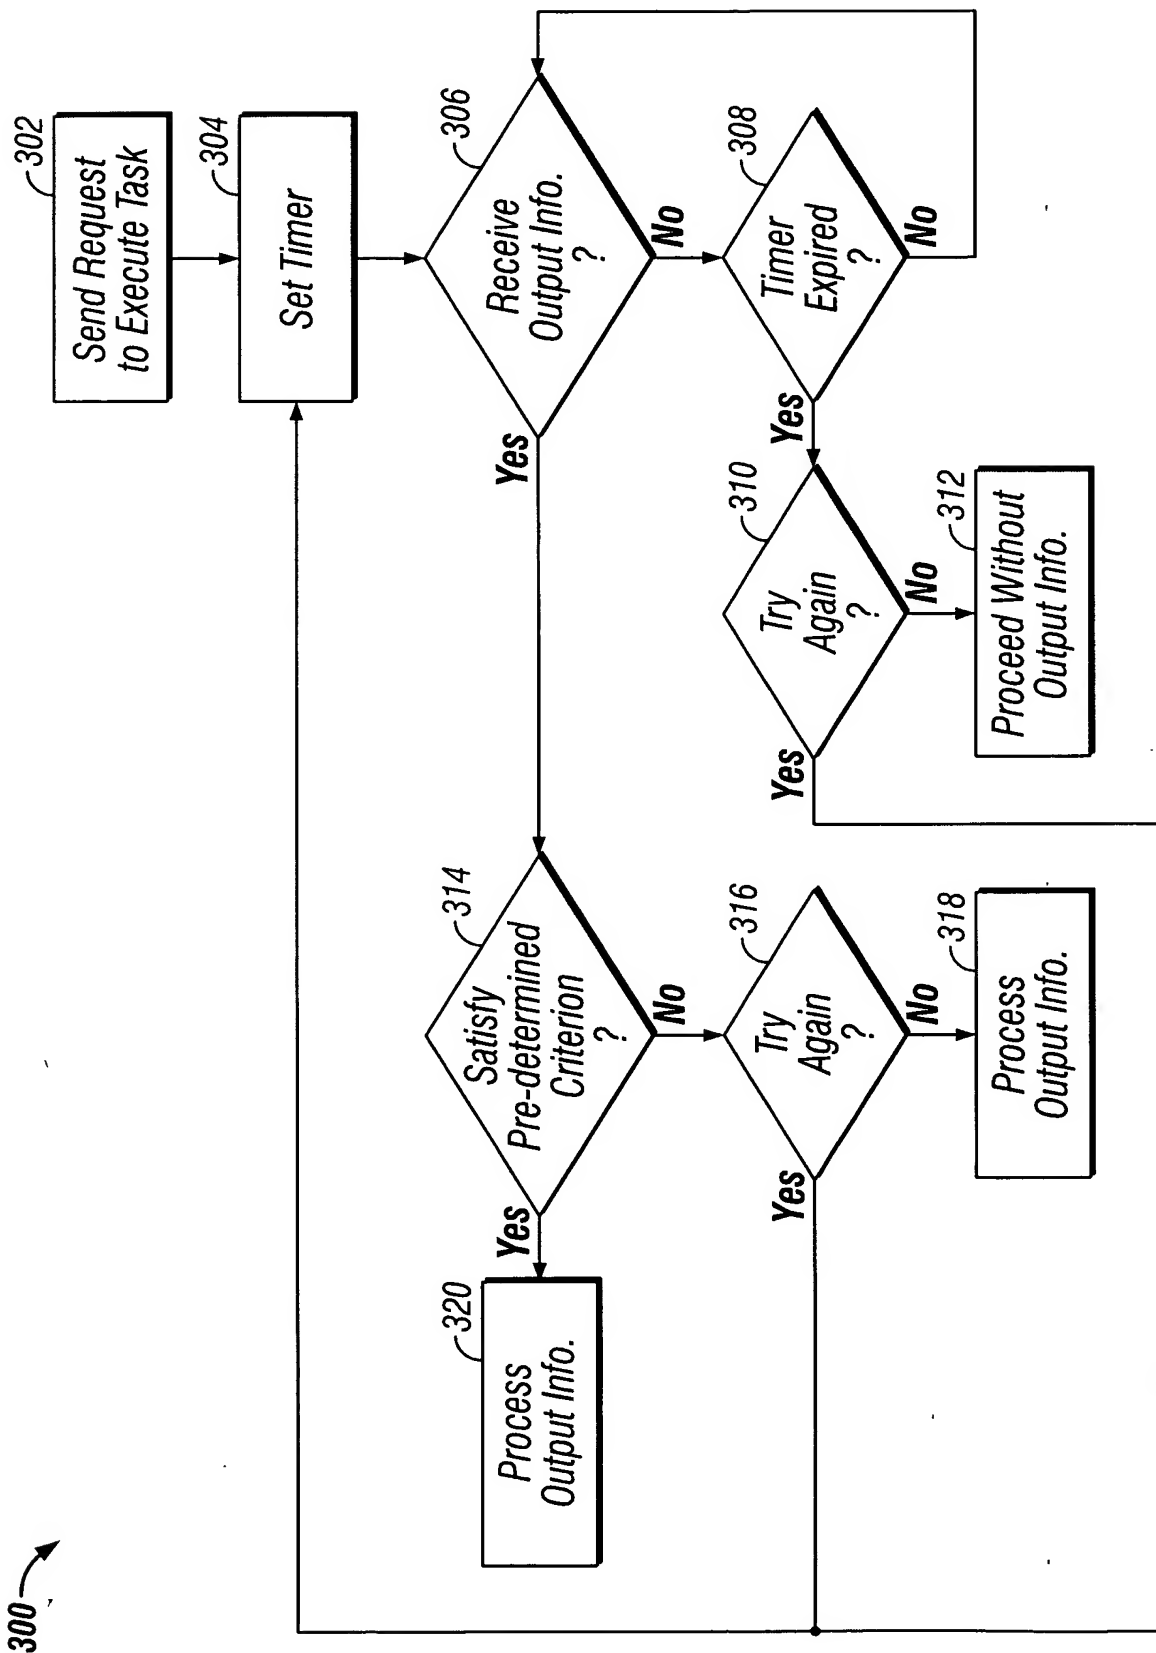 300
302
Send Request
to Execute Task
304
Set Timer
306
Receive
Output Info.
?
Yes
No
308
Timer
Expired
?
Yes
No
310
Try
Again
?
Yes
No
312
Proceed Without
Output Info.
314
Satisfy
Pre-determined
Criterion
?
Yes
No
316
Try
Again
?
Yes
No
318
Process
Output Info.
320
Process
Output Info.